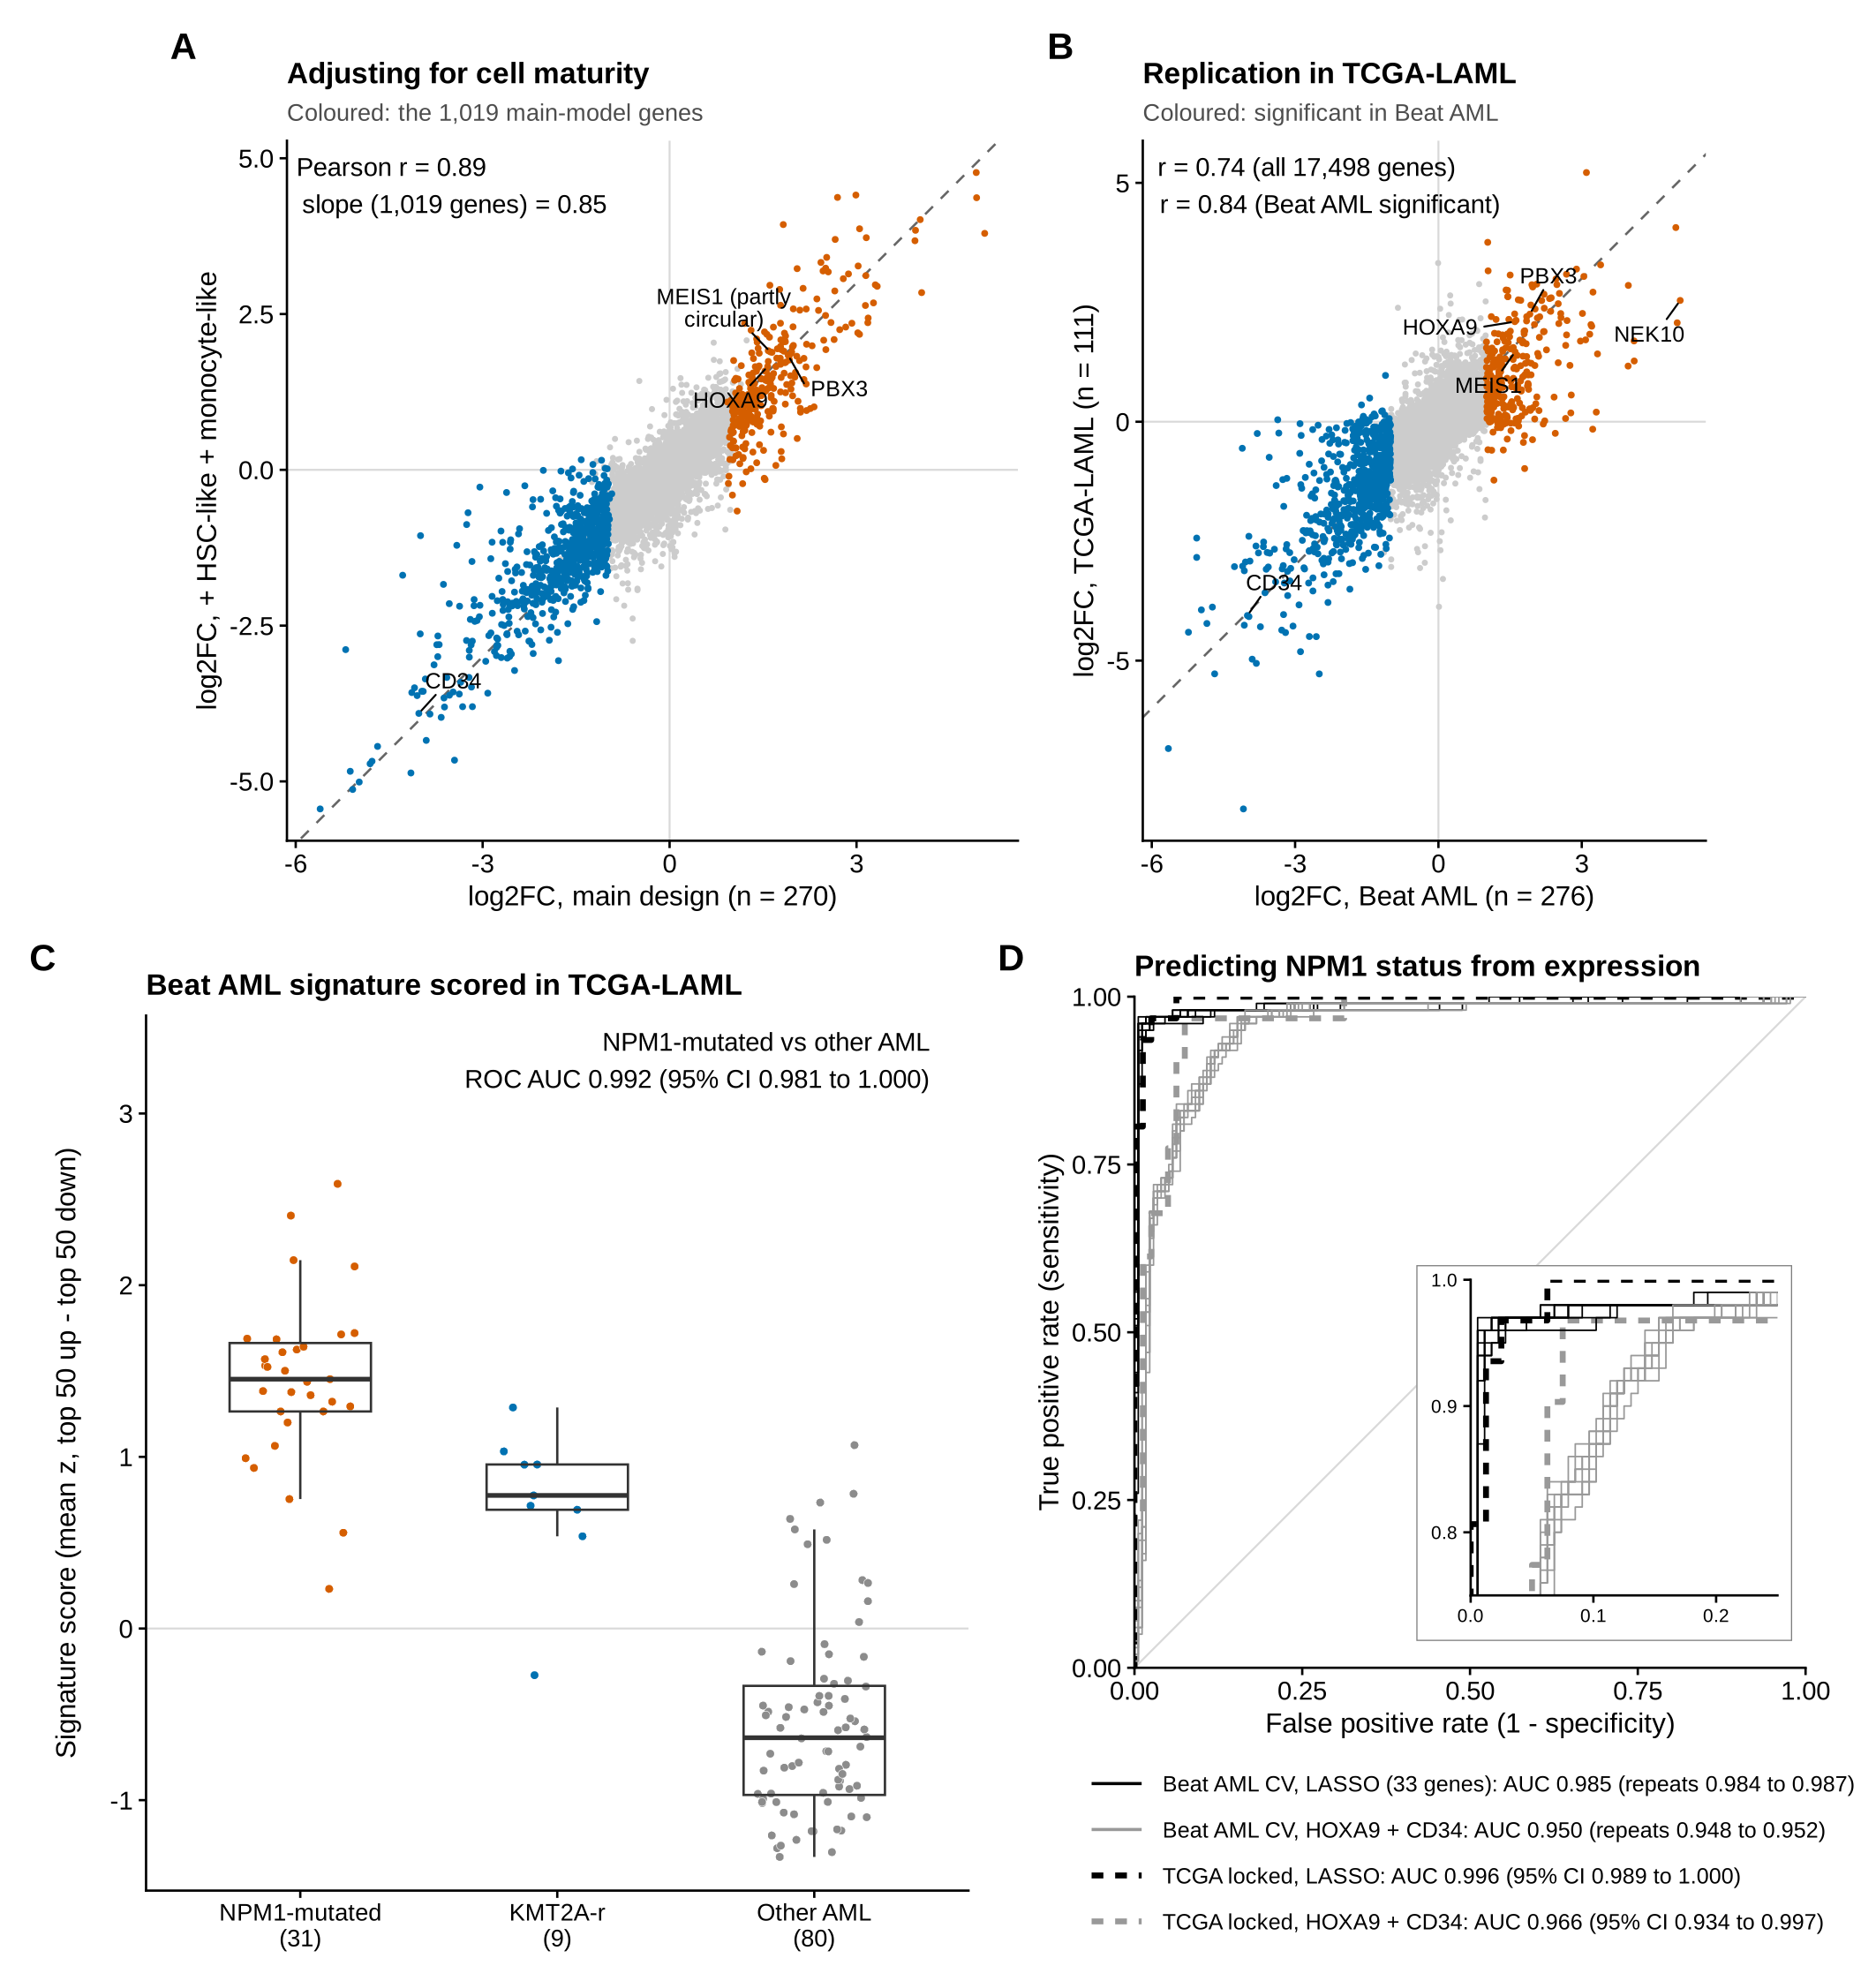 A
Adjusting for cell maturity
Coloured: the 1,019 main-model genes
Pearson r = 0.89
slope (1,019 genes) = 0.85
5.0
2.5
0.0
-2.5
-5.0
MEIS1 (partly
circular)
HOXA9
PBX3
CD34
log2FC, + HSC-like + monocyte-like
-6
-3
0
3
log2FC, main design (n = 270)
B
Replication in TCGA-LAML
Coloured: significant in Beat AML
r = 0.74 (all 17,498 genes)
r = 0.84 (Beat AML significant)
5
0
-5
PBX3
HOXA9
NEK10
MEIS1
CD34
log2FC, TCGA-LAML (n = 111)
-6
-3
0
3
log2FC, Beat AML (n = 276)
C
Beat AML signature scored in TCGA-LAML
NPM1-mutated vs other AML
ROC AUC 0.992 (95% CI 0.981 to 1.000)
3
2
1
0
-1
Signature score (mean z, top 50 up - top 50 down)
NPM1-mutated
(31)
KMT2A-r
(9)
Other AML
(80)
D
Predicting NPM1 status from expression
1.00
0.75
0.50
0.25
0.00
True positive rate (sensitivity)
1.0
0.9
0.8
0.0
0.1
0.2
0.00
0.25
0.50
0.75
1.00
False positive rate (1 - specificity)
Beat AML CV, LASSO (33 genes): AUC 0.985 (repeats 0.984 to 0.987)
Beat AML CV, HOXA9 + CD34: AUC 0.950 (repeats 0.948 to 0.952)
TCGA locked, LASSO: AUC 0.996 (95% CI 0.989 to 1.000)
TCGA locked, HOXA9 + CD34: AUC 0.966 (95% CI 0.934 to 0.997)